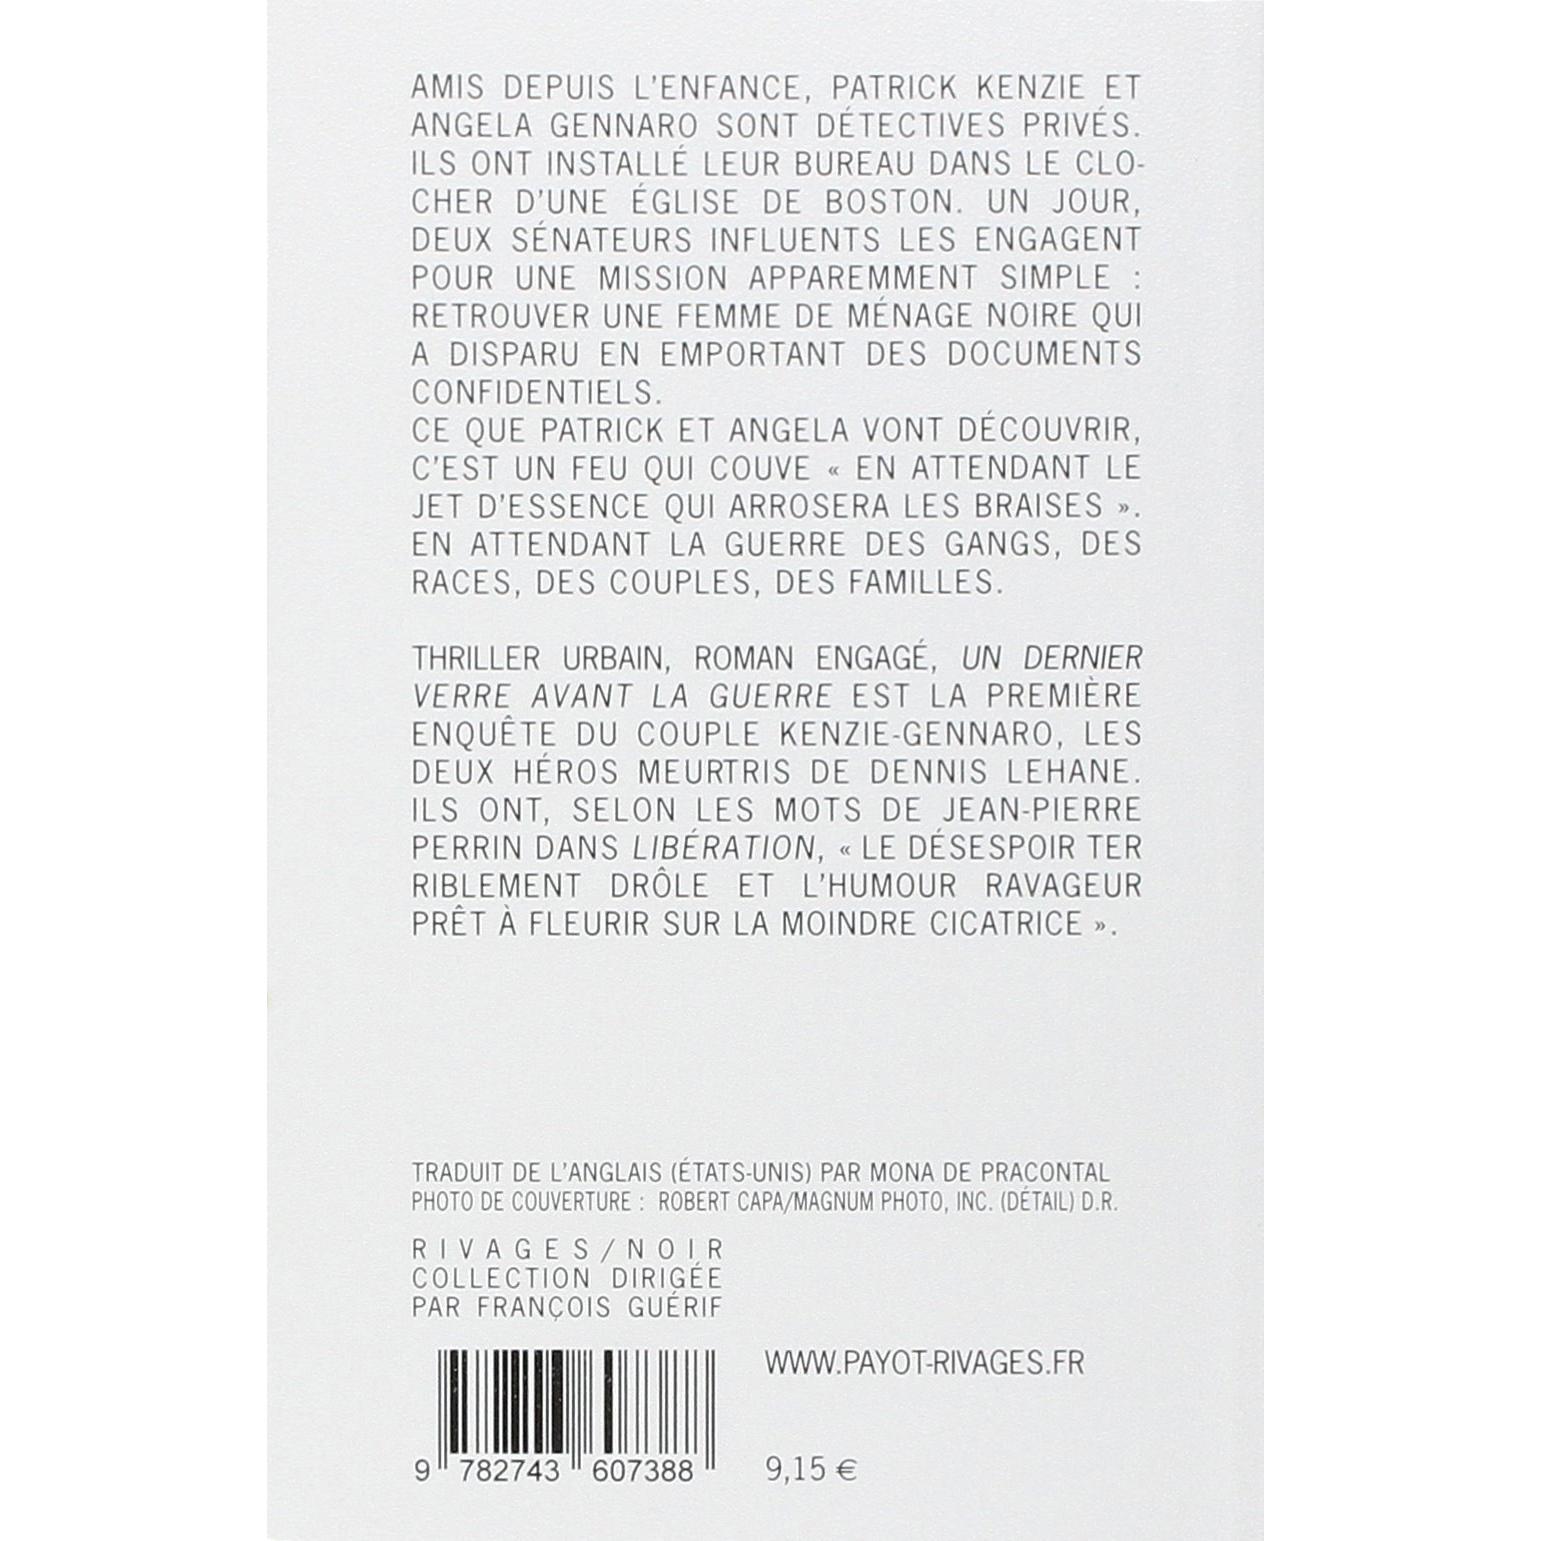 AMIS DEPUIS L'ENFANCE, PATRICK KENZIE ET
ANGELA GENNARO SONT DÉTECTIVES PRIVÉS.
ILS ONT INSTALLÉ LEUR BUREAU DANS LE CLO-
CHER D'UNE ÉGLISE DE BOSTON. UN JOUR,
DEUX SÉNATEURS INFLUENTS LES ENGAGENT
POUR UNE MISSION APPAREMMENT SIMPLE :
RETROUVER UNE FEMME DE MÉNAGE NOIRE QUI
A DISPARU EN EMPORTANT DES DOCUMENTS
CONFIDENTIELS.
CE QUE PATRICK ET ANGELA VONT DÉCOUVRIR,
C'EST UN FEU QUI COUVE « EN ATTENDANT LE
JET D'ESSENCE QUI ARROSERA LES BRAISES ».
EN ATTENDANT LA GUERRE DES GANGS, DES
RACES, DES COUPLES, DES FAMILLES.
THRILLER URBAIN, ROMAN ENGAGÉ, UN DERNIER
VERRE AVANT LA GUERRE EST LA PREMIÈRE
ENQUÊTE DU COUPLE KENZIE-GENNARO, LES
DEUX HÉROS MEURTRIS DE DENNIS LEHANE.
ILS ONT, SELON LES MOTS DE JEAN-PIERRE
PERRIN DANS LIBÉRATION, « LE DÉSESPOIR TER
RIBLEMENT DRÔLE ET L'HUMOUR RAVAGEUR
PRÊT À FLEURIR SUR LA MOINDRE CICATRICE ».
TRADUIT DE L'ANGLAIS (ÉTATS-UNIS) PAR MONA DE PRACONTAL
PHOTO DE COUVERTURE : ROBERT CAPA/MAGNUM PHOTO, INC. (DÉTAIL) D.R.
RIVAGES/NOIR
COLLECTION DIRIGÉE
PAR FRANÇOIS GUÉRIF
WWW.PAYOT-RIVAGES.FR
9 782743 607388
9,15 €